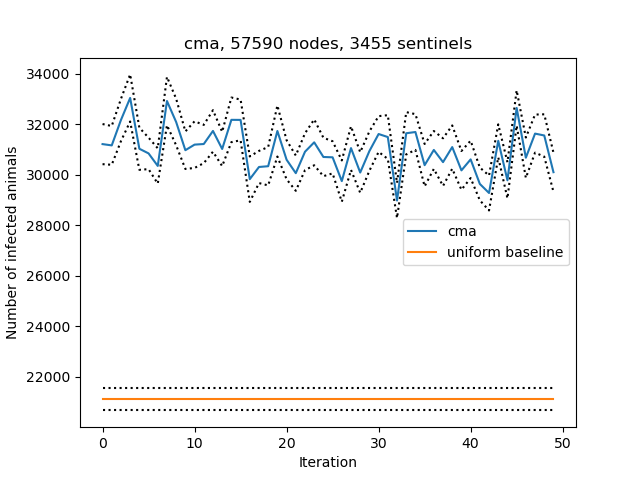 cma, 57590 nodes, 3455 sentinels
34000
32000
30000
28000
26000
24000
22000
Number of infected animals
cma
uniform baseline
0
10
20
30
40
50
Iteration